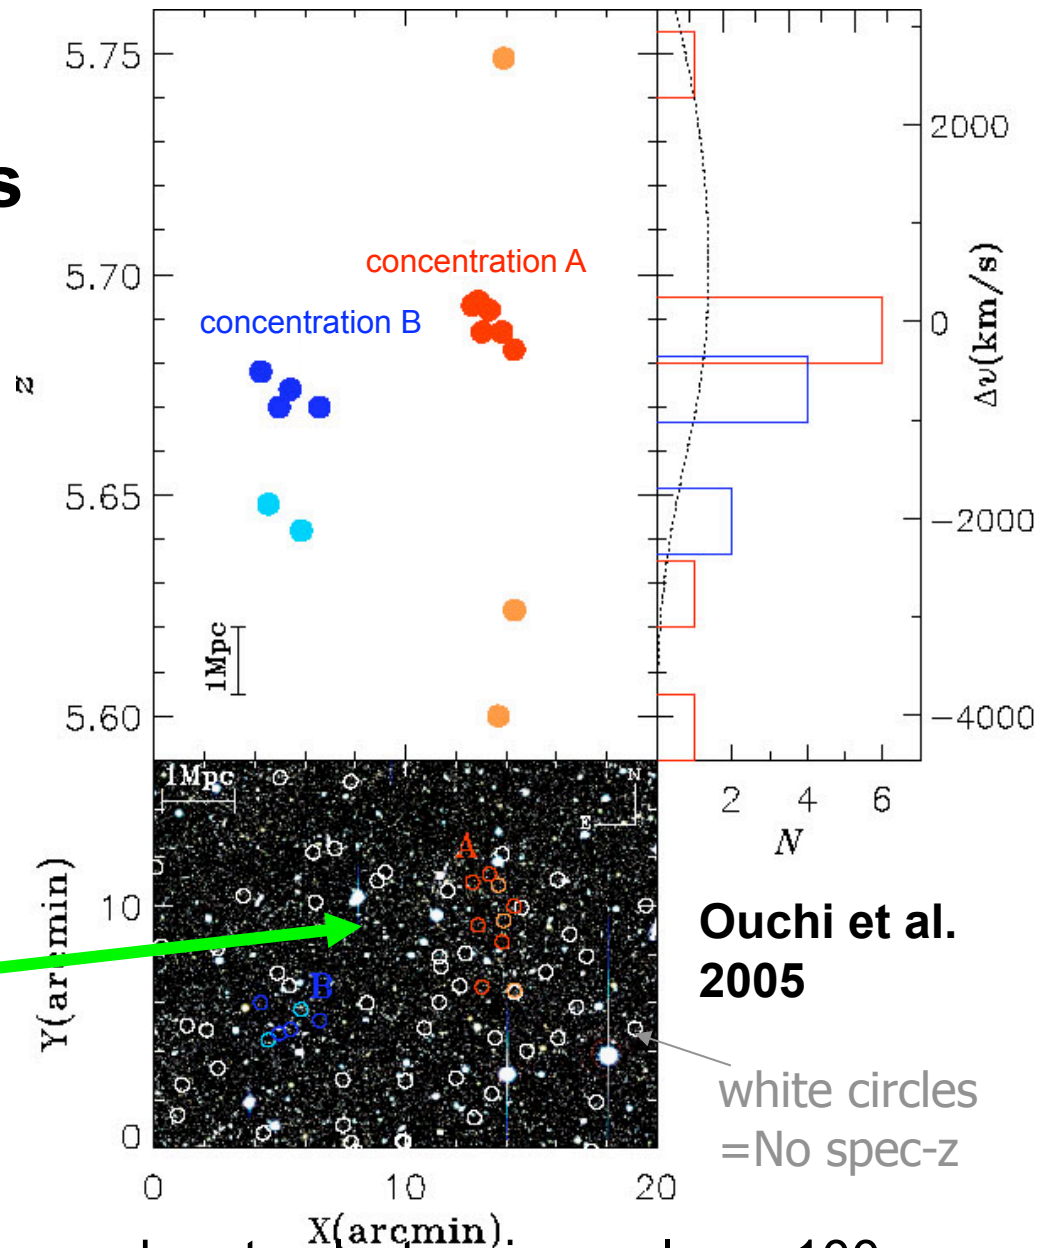 s
5.75
5.70
5.65
5.60
z
concentration A
concentration B
1Mpc
2000
0
−2000
−4000
Δv(km/s)
2 4 6
N
1Mpc
N
E
A
B
10
0
Y(arcmin)
0 10 20
X(arcmin)
Ouchi et al.
2005
white circles
=No spec-z
100